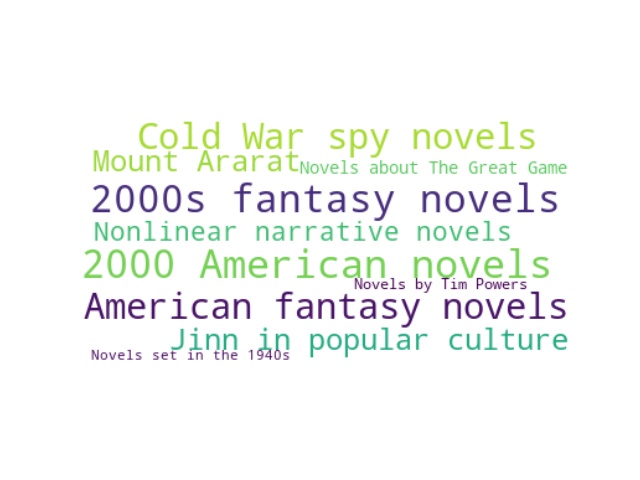 Cold War spy novels
Mount Ararat
Novels about The Great Game
2000s fantasy novels
Nonlinear narrative novels
2000 American novels
Novels by Tim Powers
American fantasy novels
Jinn in popular culture
Novels set in the 1940s